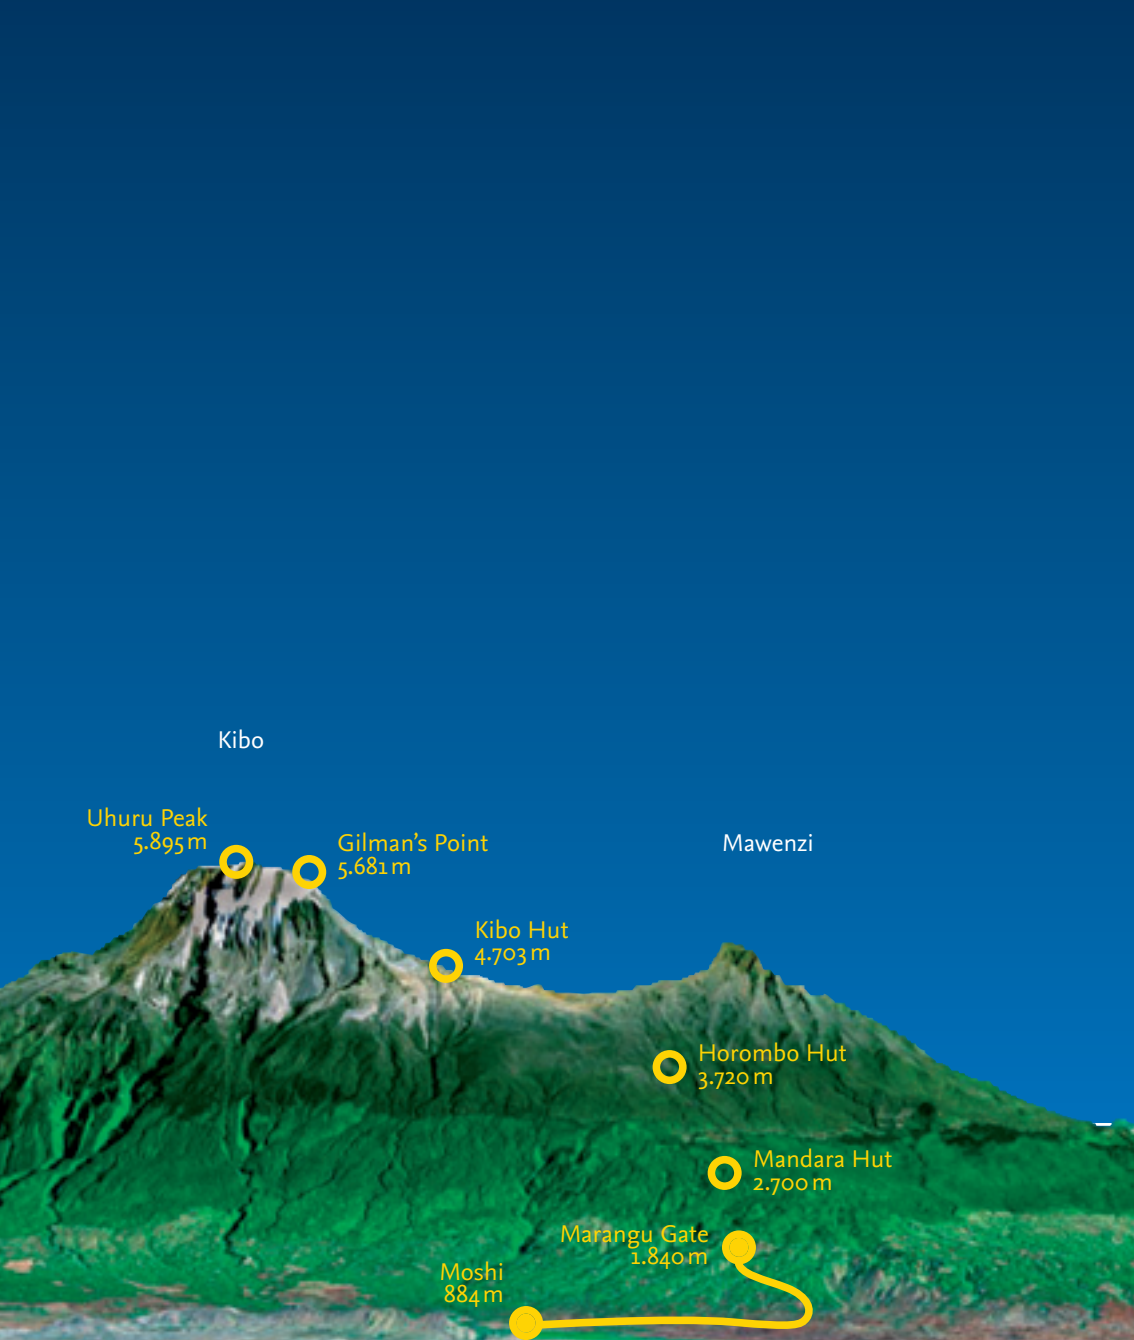 Kibo
Uhuru Peak
5.895 m
Gilman’s Point
5.681 m
Mawenzi
Kibo Hut
4.703 m
Horombo Hut
3.720 m
Mandara Hut
2.700 m
Marangu Gate
1.840 m
Moshi
884 m